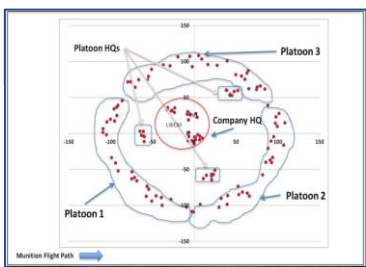 150
Platoon HQs
Platoon 3
100
50
LWCM
Company HQ
-150 -100 -50 50 100 150
-50
Platoon 1
Platoon 2
-100
-150
Munition Flight Path